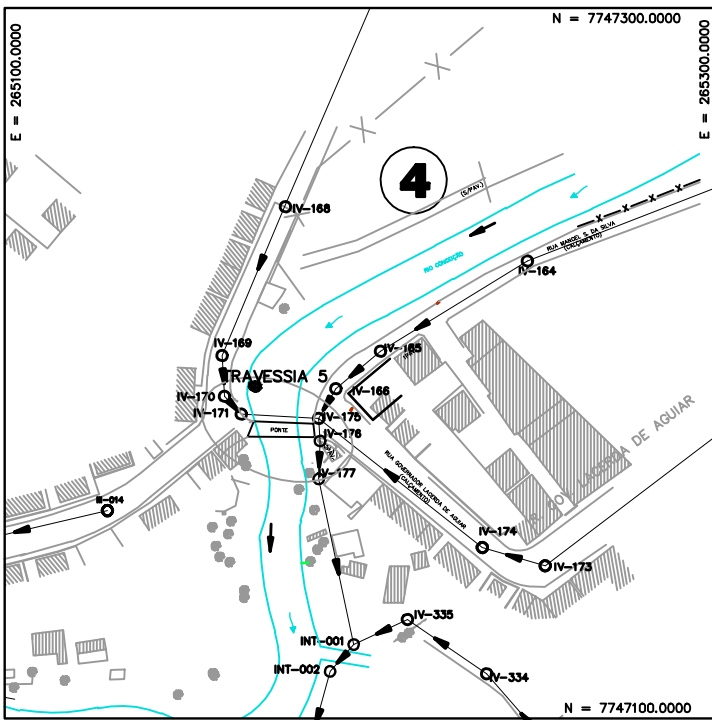 N = 7747300.0000
E = 265100.0000
E = 265300.0000
4
(S/PAV.)
IV-168
RUA MANOEL S. DA SILVA
(CALÇAMENTO)
RIO CONDUÇÃO
IV-164
IV-169
IV-165
TRAVESSIA 5
IV-166
IV-170
IV-171
IV-175
PONTE
IV-176
R. GOV. LACERDA DE AGUIAR
RUA GOVERNADOR LACERDA DE AGUIAR
(CALÇAMENTO)
IV-177
III-014
IV-174
IV-173
IV-335
INT-001
INT-002
IV-334
N = 7747100.0000